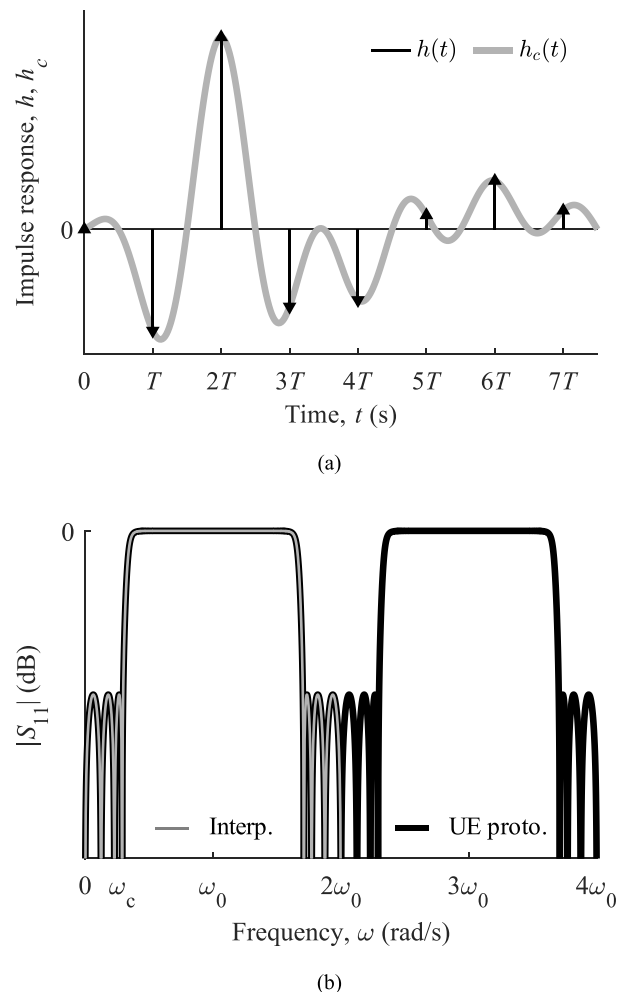 h(t) h_c(t)
Impulse response, h, h_c
0
0 T 2T 3T 4T 5T 6T 7T
Time, t (s)
(a)
0
|S_11| (dB)
Interp. UE proto.
0 ω_c ω_0 2ω_0 3ω_0 4ω_0
Frequency, ω (rad/s)
(b)